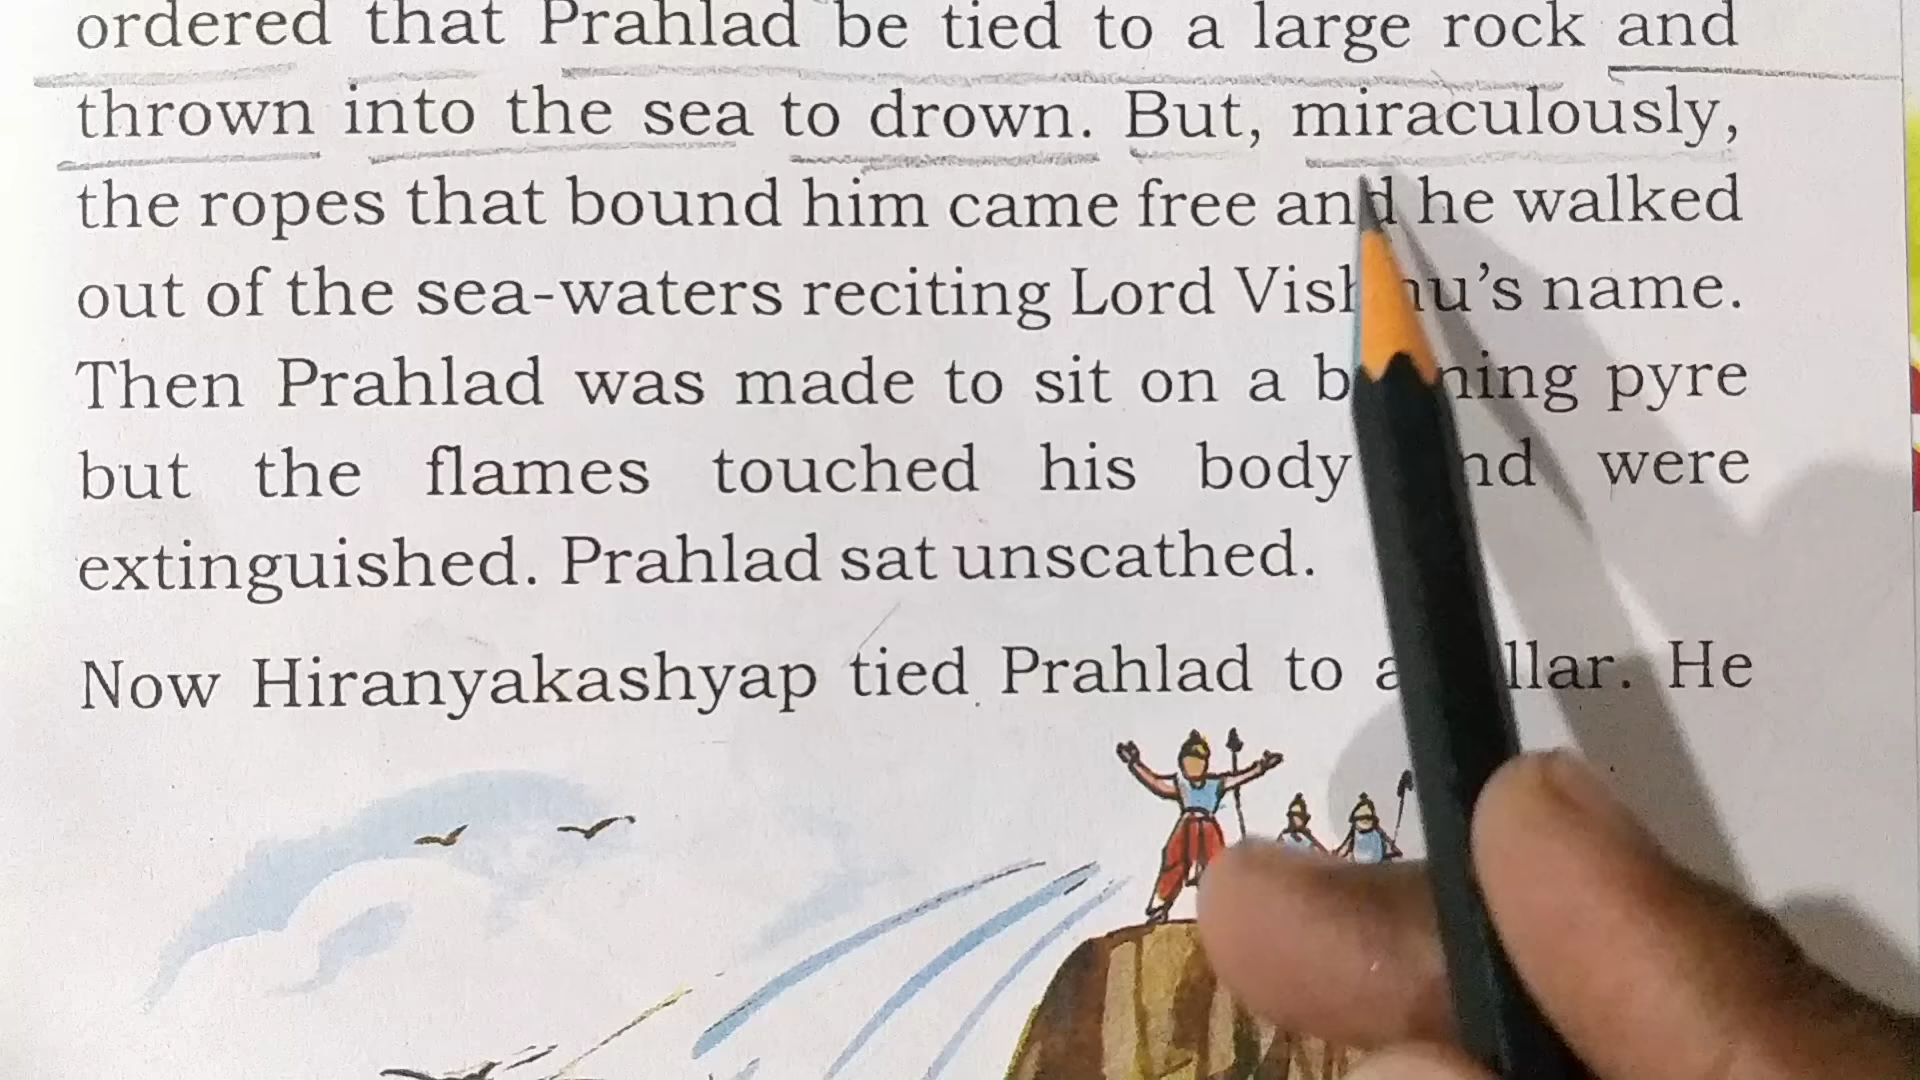 ordered that Prahlad be tied to a large rock and
thrown into the sea to drown. But, miraculously,
the ropes that bound him came free and he walked
out of the sea-waters reciting Lord Vishnu's name.
Then Prahlad was made to sit on a pyre
but the flames touched his body were
extinguished. Prahlad sat unscathed.
Now Hiranyakashyap tied Prahlad to a He